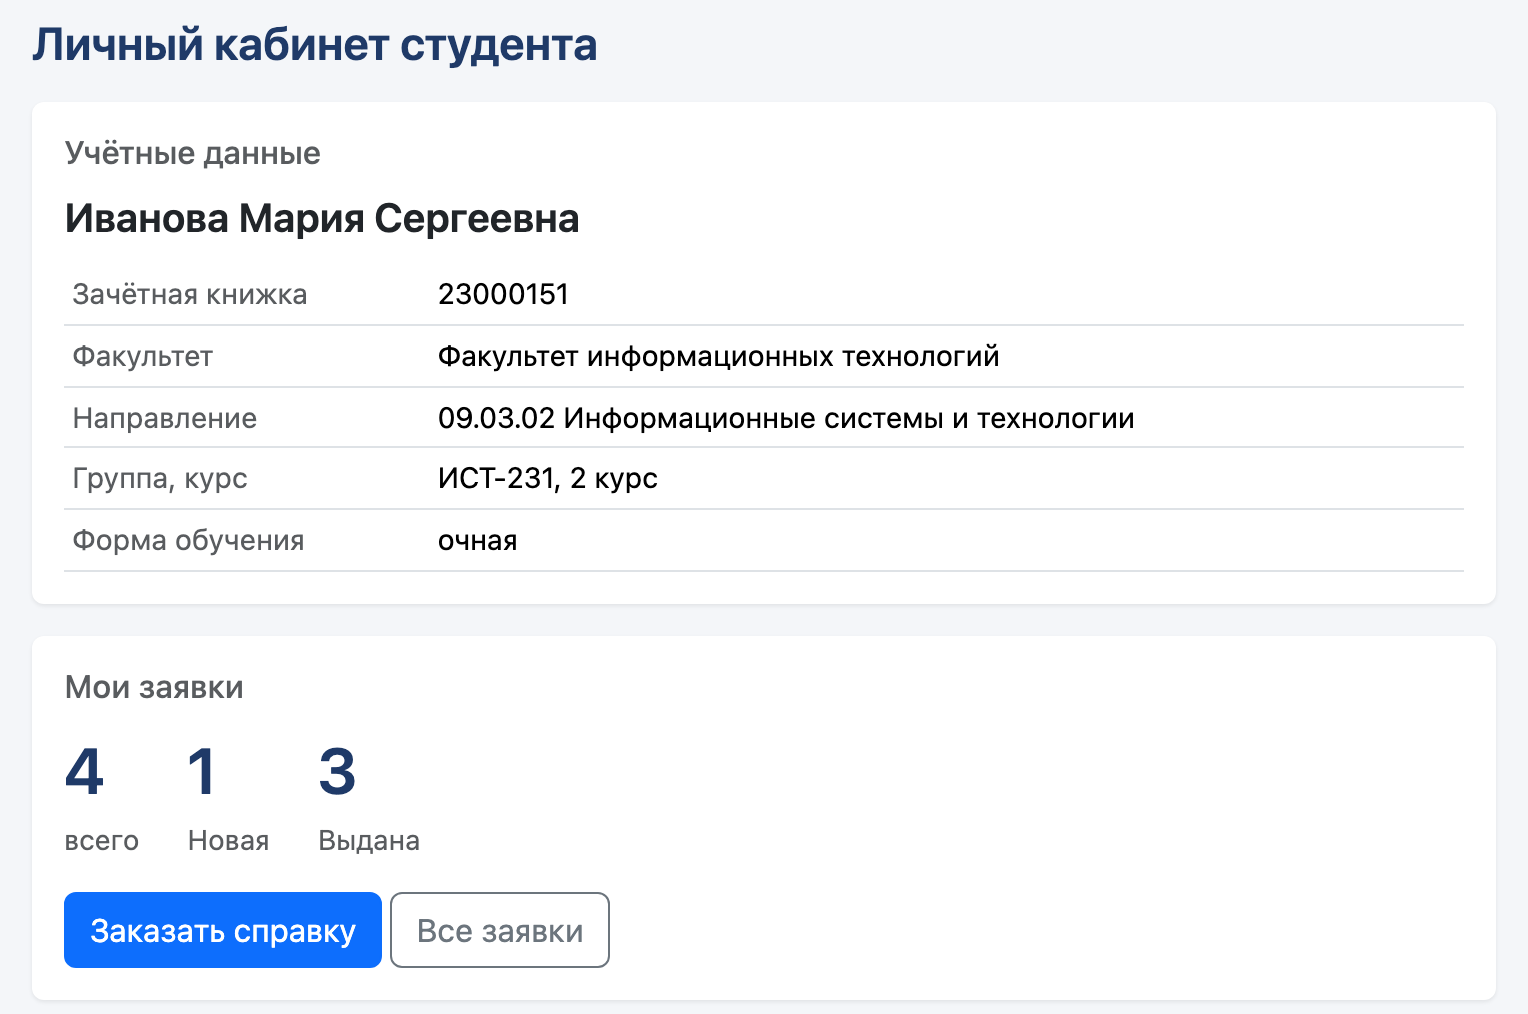 Личный кабинет студента
Учётные данные
Иванова Мария Сергеевна
Зачётная книжка 23000151
Факультет Факультет информационных технологий
Направление 09.03.02 Информационные системы и технологии
Группа, курс ИСТ-231, 2 курс
Форма обучения очная
Мои заявки
4 1 3
всего Новая Выдана
Заказать справку Все заявки